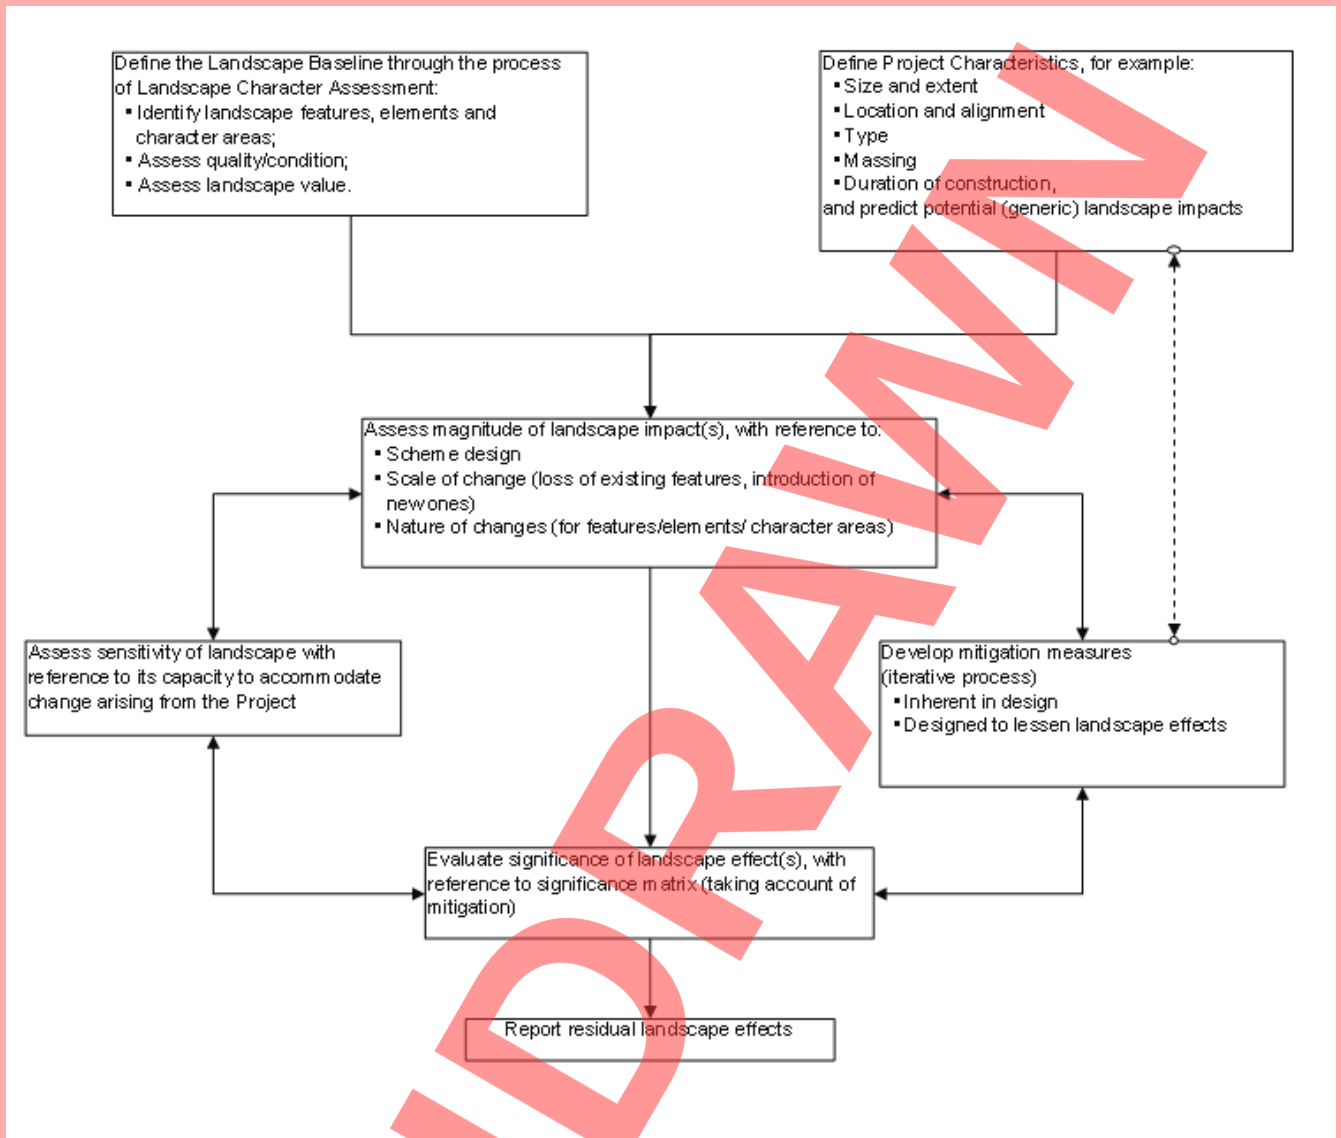 Define the Landscape Baseline through the process
of Landscape Character Assessment:
▪ Identify landscape features, elements and
character areas;
▪ Assess quality/condition;
▪ Assess landscape value.
Define Project Characteristics, for example:
▪ Size and extent
▪ Location and alignment
▪ Type
▪ Massing
▪ Duration of construction,
and predict potential (generic) landscape impacts
Assess magnitude of landscape impact(s), with reference to:
▪ Scheme design
▪ Scale of change (loss of existing features, introduction of
new ones)
▪ Nature of changes (for features/elements/ character areas)
Assess sensitivity of landscape with
reference to its capacity to accommodate
change arising from the Project
Develop mitigation measures
(iterative process)
▪ Inherent in design
▪ Designed to lessen landscape effects
Evaluate significance of landscape effect(s), with
reference to significance matrix (taking account of
mitigation)
Report residual landscape effects
DRAWN